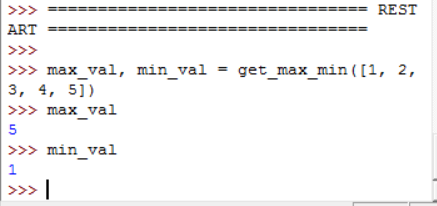 >>> ================================ REST
ART ================================
>>>
>>> max_val, min_val = get_max_min([1, 2,
3, 4, 5])
>>> max_val
5
>>> min_val
1
>>>